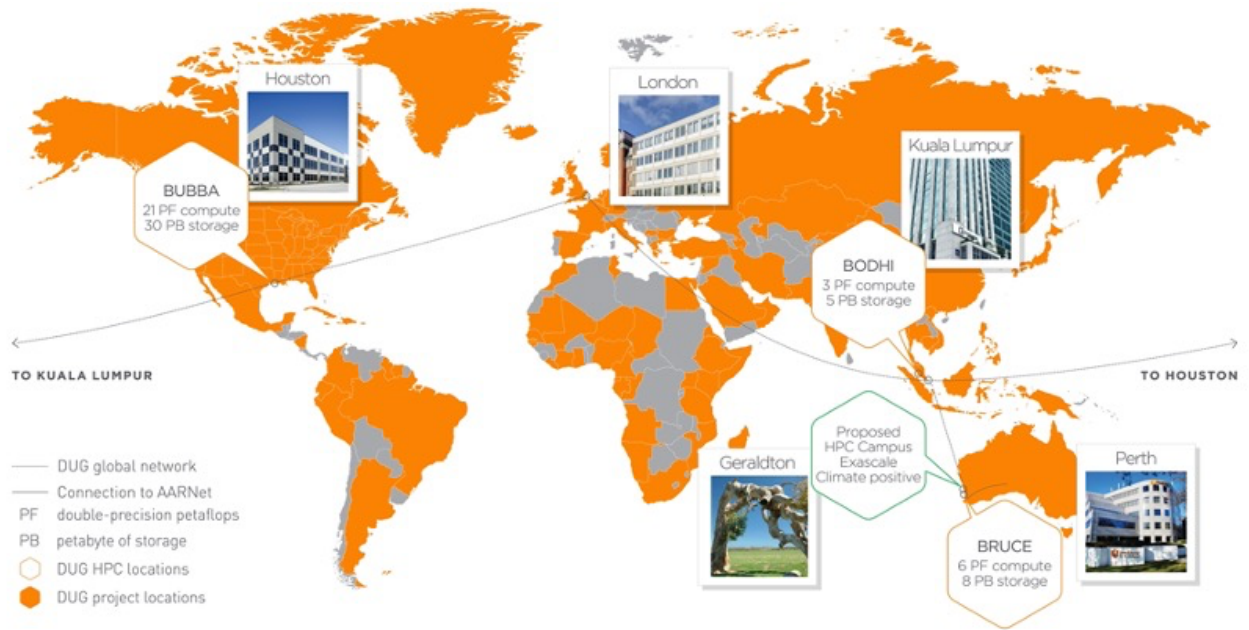 Houston
London
Kuala Lumpur
BUBBA
21 PF compute
30 PB storage
BODHI
3 PF compute
5 PB storage
TO KUALA LUMPUR
TO HOUSTON
Proposed
HPC Campus
Exascale
Climate positive
Geraldton
Perth
BRUCE
6 PF compute
8 PB storage
DUG global network
Connection to AARNet
PF double-precision petaflops
PB petabyte of storage
DUG HPC locations
DUG project locations